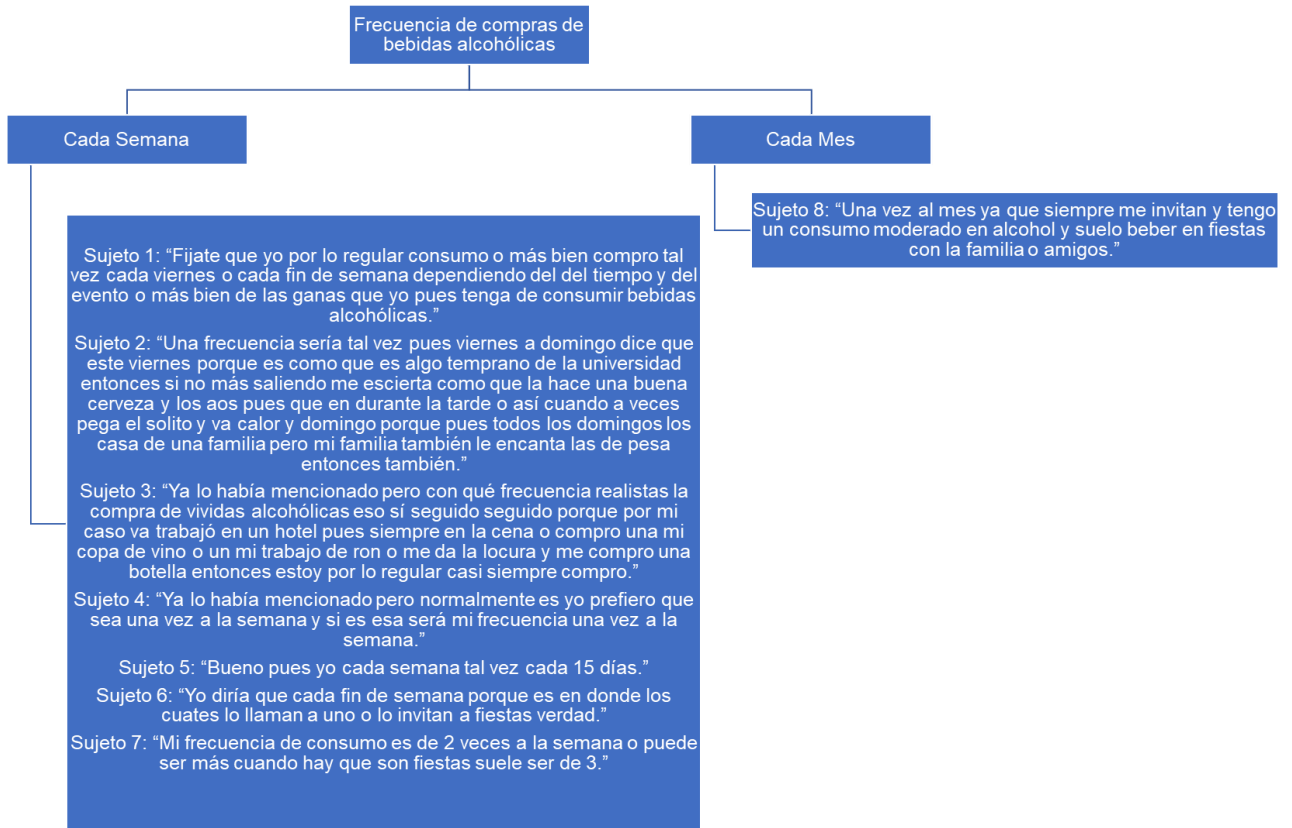 Frecuencia de compras de
bebidas alcohólicas
Cada Semana
Cada Mes
Sujeto 1: “Fijate que yo por lo regular consumo o más bien compro tal
vez cada viernes o cada fin de semana dependiendo del del tiempo y del
evento o más bien de las ganas que yo pues tenga de consumir bebidas
alcohólicas.”
Sujeto 2: “Una frecuencia sería tal vez pues viernes a domingo dice que
este viernes porque es como que es algo temprano de la universidad
entonces si no más saliendo me escierta como que la hace una buena
cerveza y los aos pues que en durante la tarde o así cuando a veces
pega el solito y va calor y domingo porque pues todos los domingos los
casa de una familia pero mi familia también le encanta las de pesa
entonces también.”
Sujeto 3: “Ya lo había mencionado pero con qué frecuencia realistas la
compra de vividas alcohólicas eso sí seguido seguido porque por mi
caso va trabajó en un hotel pues siempre en la cena o compro una mi
copa de vino o un mi trabajo de ron o me da la locura y me compro una
botella entonces estoy por lo regular casi siempre compro.”
Sujeto 4: “Ya lo había mencionado pero normalmente es yo prefiero que
sea una vez a la semana y si es esa será mi frecuencia una vez a la
semana.”
Sujeto 5: “Bueno pues yo cada semana tal vez cada 15 días.”
Sujeto 6: “Yo diría que cada fin de semana porque es en donde los
cuates lo llaman a uno o lo invitan a fiestas verdad.”
Sujeto 7: “Mi frecuencia de consumo es de 2 veces a la semana o puede
ser más cuando hay que son fiestas suele ser de 3.”
Sujeto 8: “Una vez al mes ya que siempre me invitan y tengo
un consumo moderado en alcohol y suelo beber en fiestas
con la familia o amigos.”